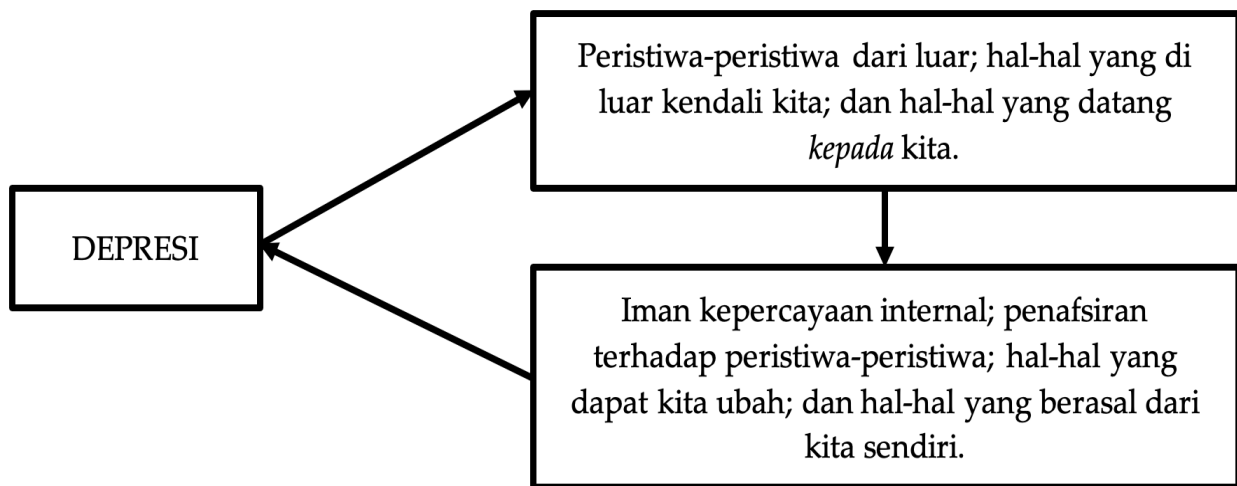 Peristiwa-peristiwa dari luar; hal-hal yang di
luar kendali kita; dan hal-hal yang datang
kepada kita.
DEPRESI
Iman kepercayaan internal; penafsiran
terhadap peristiwa-peristiwa; hal-hal yang
dapat kita ubah; dan hal-hal yang berasal dari
kita sendiri.